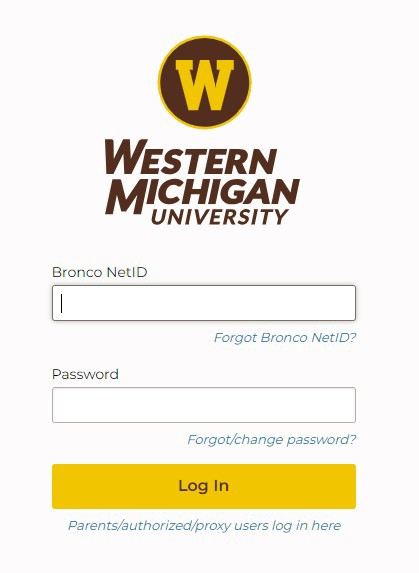 W
WESTERN
MICHIGAN
UNIVERSITY
Bronco NetID
Forgot Bronco NetID?
Password
Forgot/change password?
Log In
Parents/authorized/proxy users log in here